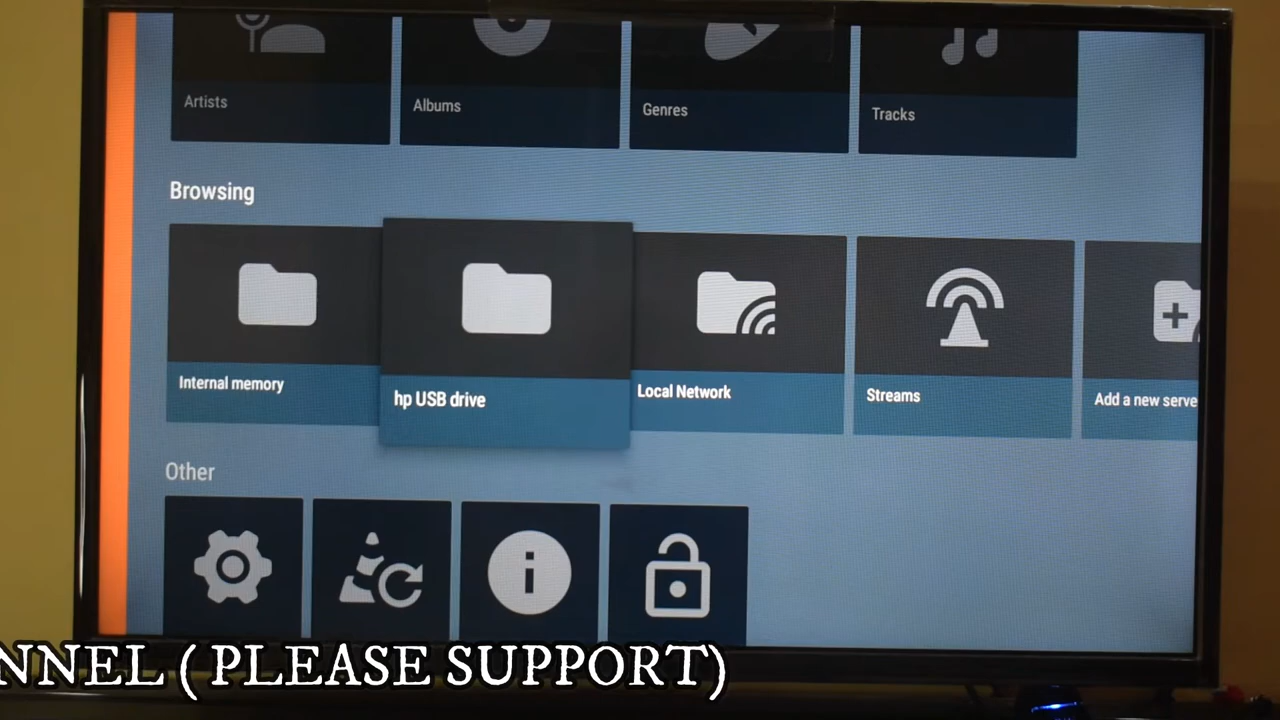 Artists
Albums
Genres
Tracks
Browsing
Internal memory
hp USB drive
Local Network
Streams
Add a new serve
Other
NNEL ( PLEASE SUPPORT)